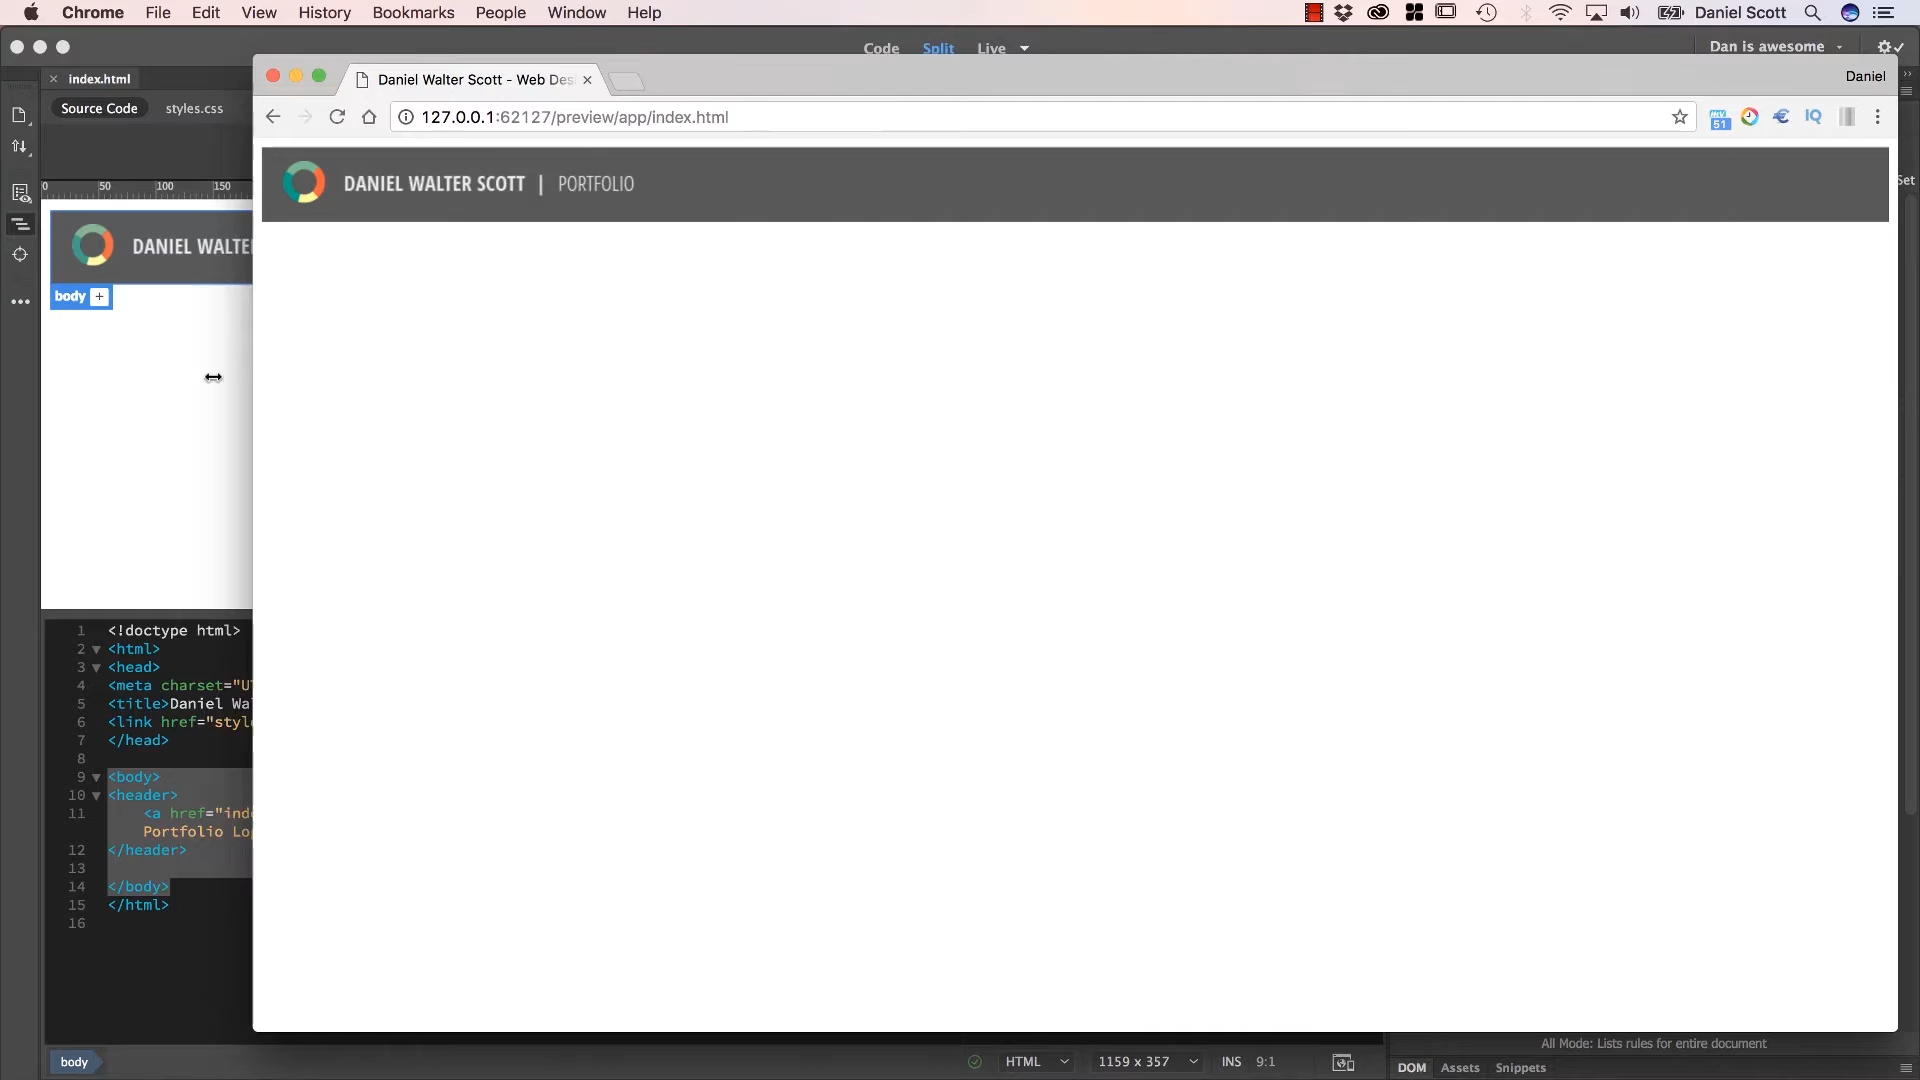 Chrome File Edit View History Bookmarks People Window Help Daniel Scott
Code Split Live Dan is awesome
index.html
Daniel Walter Scott - Web Des
Daniel
Source Code styles.css
127.0.0.1:62127/preview/app/index.html
51
IQ
0 50 100 150
Set
DANIEL WALTER SCOTT | PORTFOLIO
DANIEL WALTE
body +
1 <!doctype html>
2 <html>
3 <head>
4 <meta charset="U
5 <title>Daniel Wa
6 <link href="style
7 </head>
8
9 <body>
10 <header>
11 <a href="inde
Portfolio Lo
12 </header>
13
14 </body>
15 </html>
16
All Mode: Lists rules for entire document
body HTML 1159 x 357 INS 9:1
DOM Assets Snippets